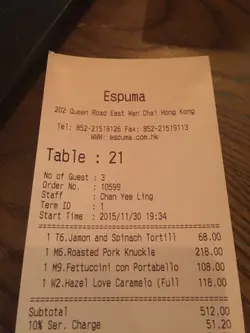 Espuma
202 Queen Road East Wan Chai Hong Kong
Tel: 852-21519126 Fax: 852-21519113
WWW: espuma.com.hk
Table : 21
No of Guest : 3
Order No. : 10599
Staff : Chan Yee Ling
Term ID : 1
Start Time : 2015/11/30 19:34
1 T6.Jamon and Spinach Tortill 68.00
1 M6.Roasted Pork Knuckle 218.00
1 M9.Fettuccini with Portabello 108.00
1 W2.Hazel Love Caramelo (Full 118.00
Subtotal 512.00
10% Ser. Charge 51.20